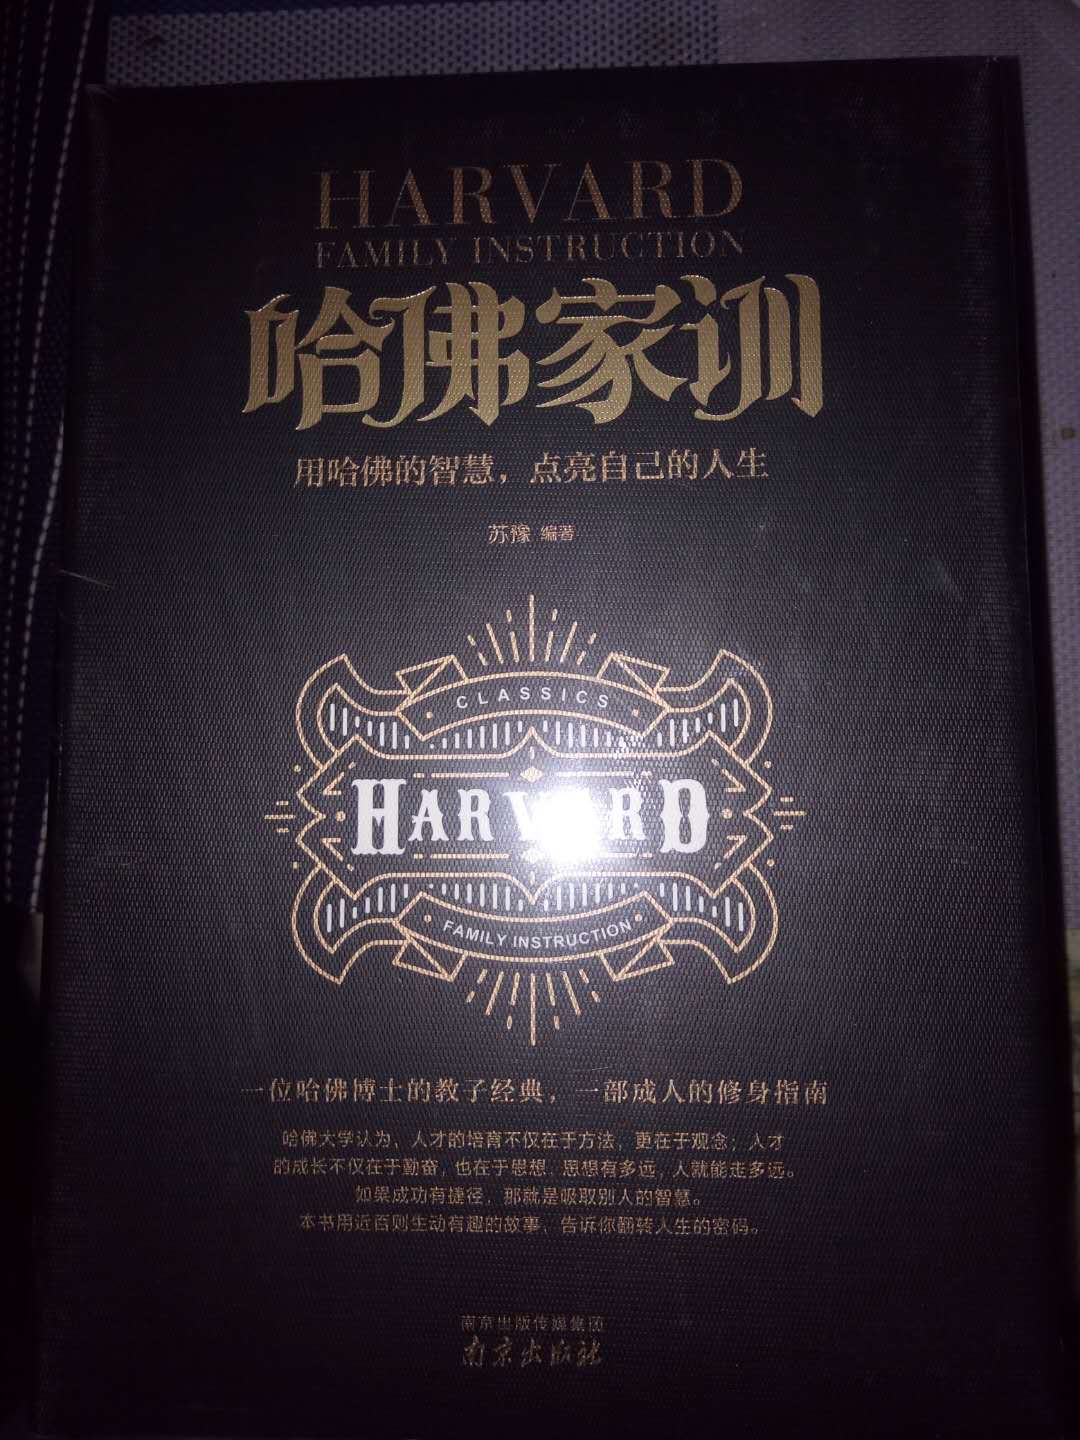 HARVARD
FAMILY INSTRUCTION
哈佛家训
用哈佛的智慧，点亮自己的人生
苏豫 编著
CLASSICS
HARVARD
FAMILY INSTRUCTION
一位哈佛博士的教子经典，一部成人的修身指南
哈佛大学认为，人才的培育不仅在于方法，更在于观念；人才
的成长不仅在于勤奋，也在于思想。思想有多远，人就能走多远。
如果成功有捷径，那就是吸取别人的智慧。
本书用近百则生动有趣的故事，告诉你翻转人生的密码。
南京出版传媒集团
南京出版社